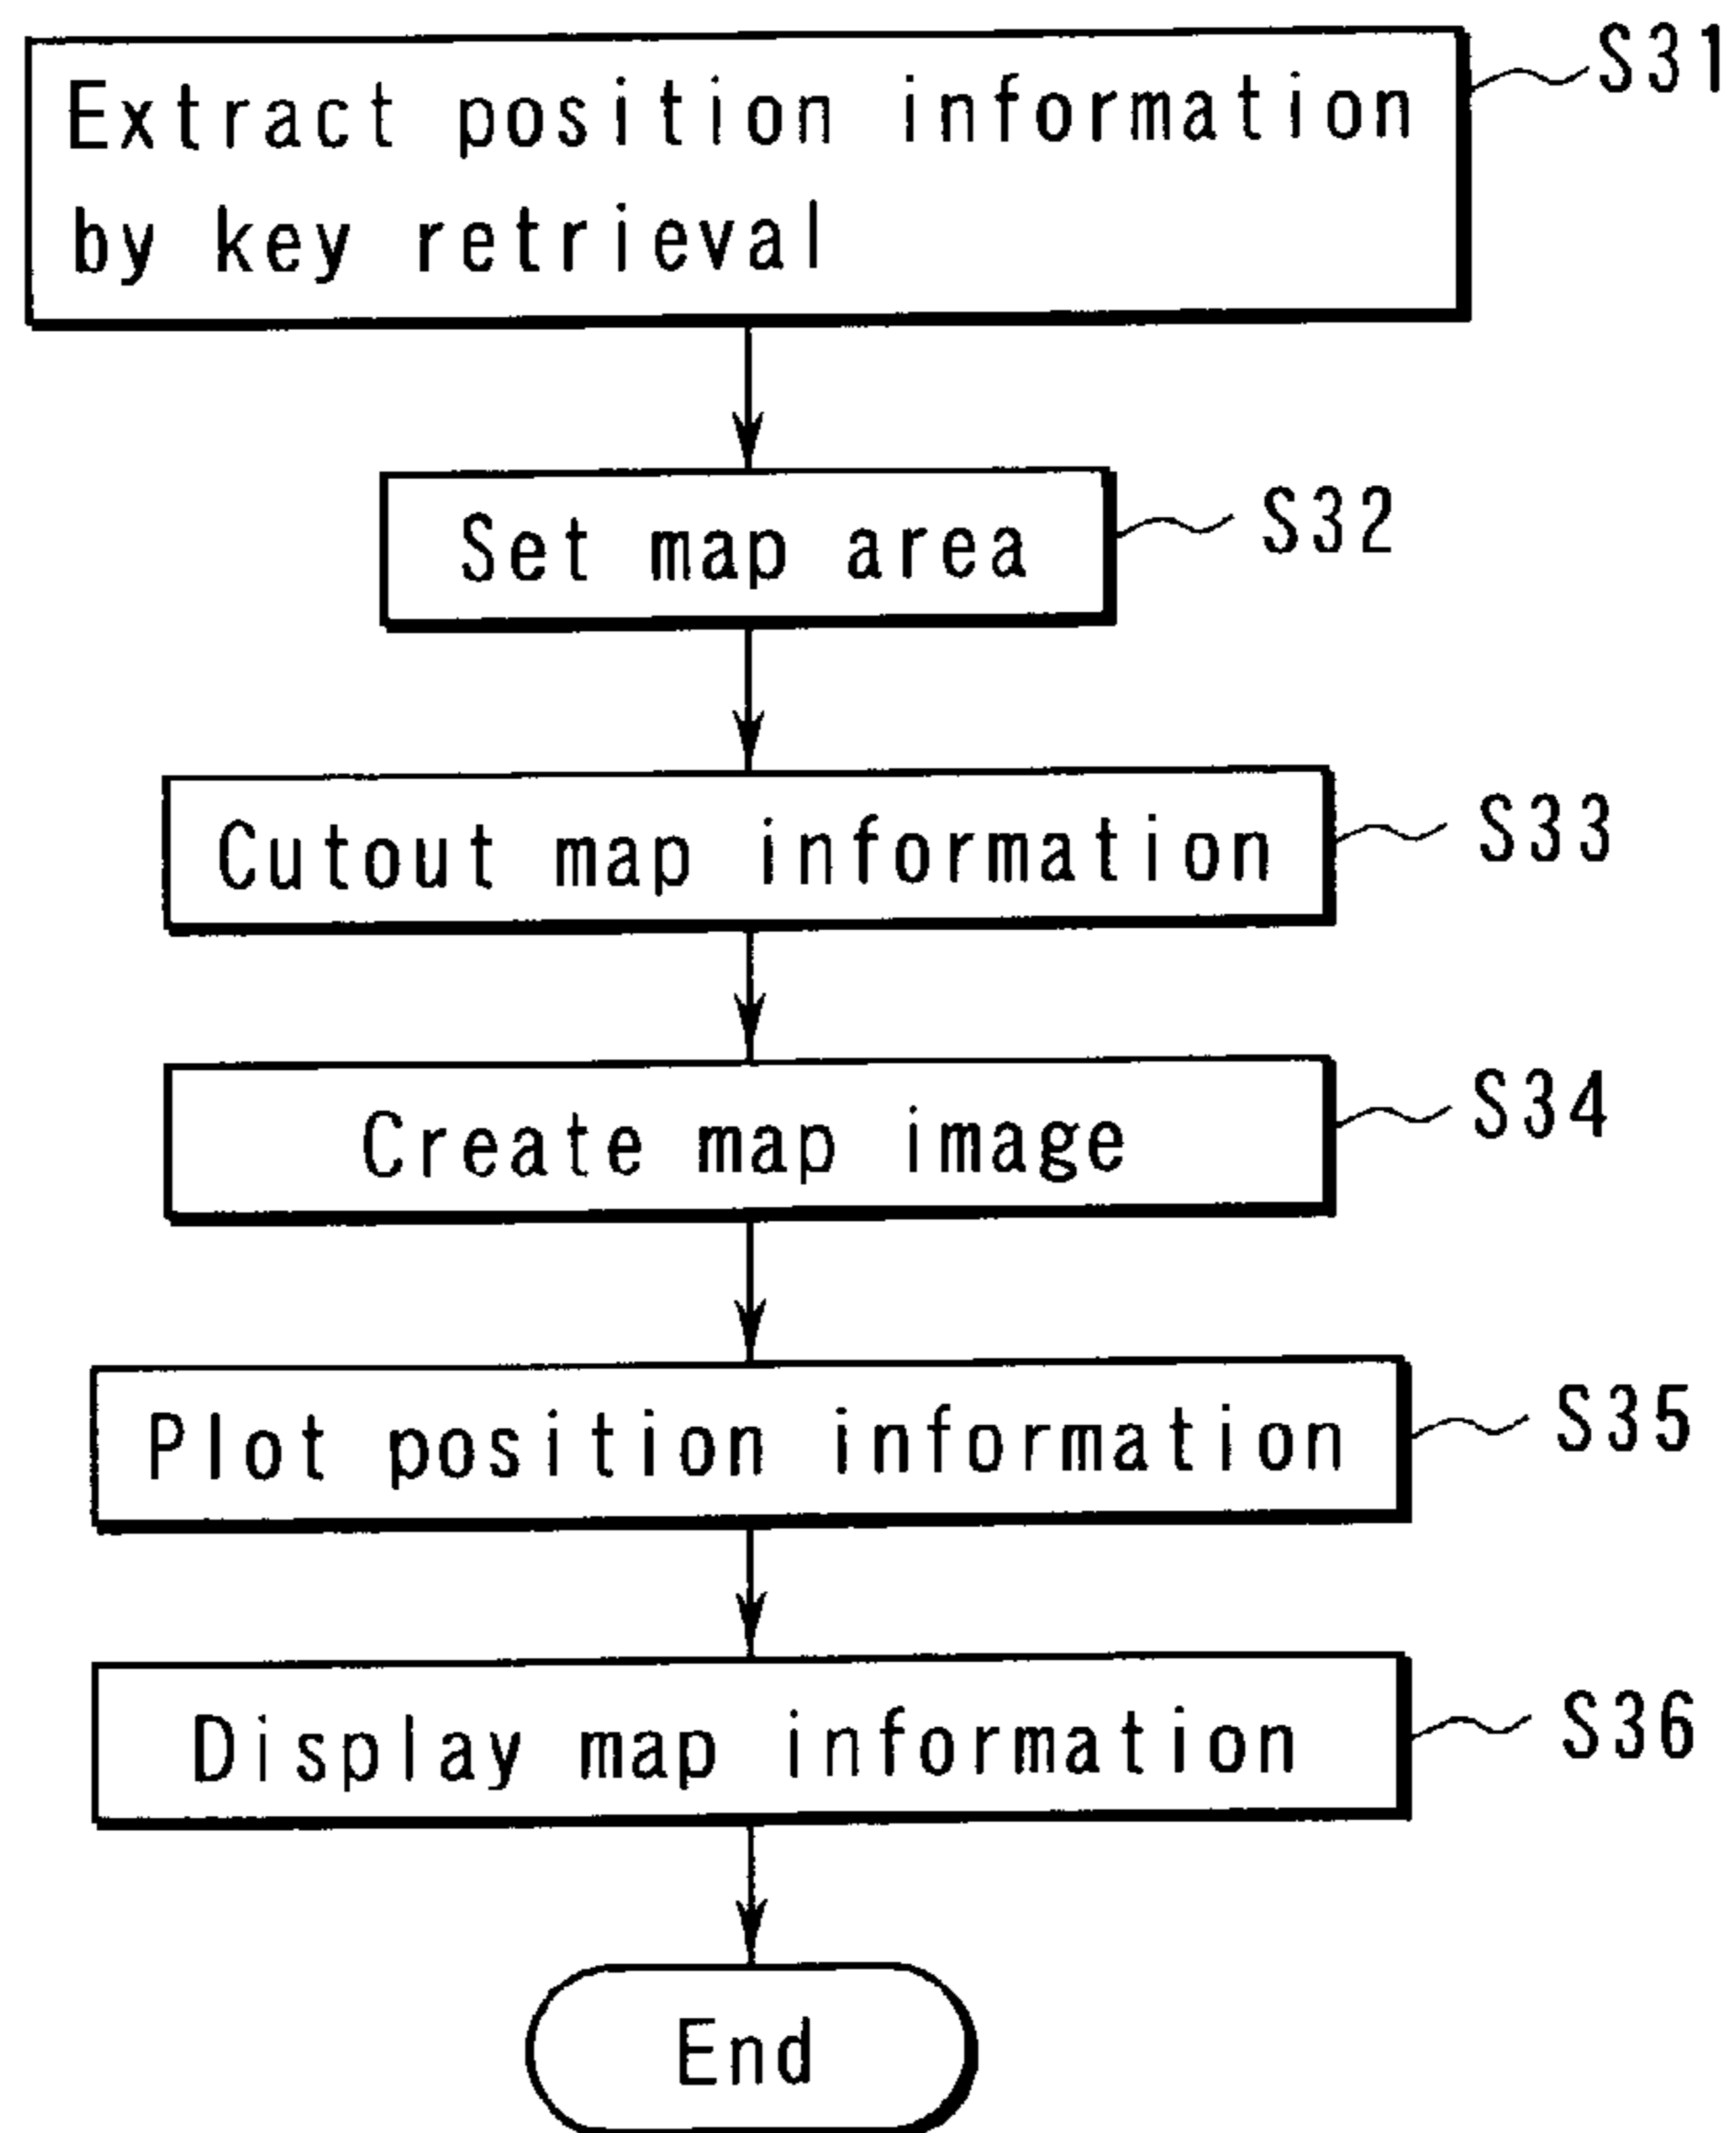 Extract position information
by key retrieval
S31
Set map area
S32
Cutout map information
S33
Create map image
S34
Plot position information
S35
Display map information
S36
End